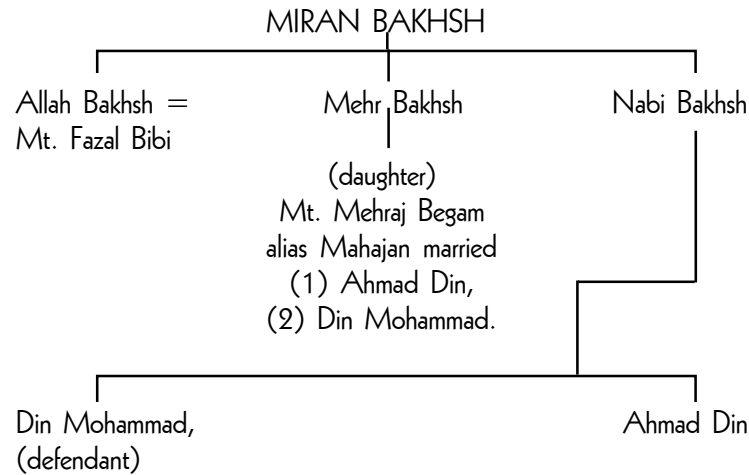 MIRAN BAKHSH
Allah Bakhsh =
Mt. Fazal Bibi
Mehr Bakhsh
Nabi Bakhsh
(daughter)
Mt. Mehraj Begam
alias Mahajan married
(1) Ahmad Din,
(2) Din Mohammad.
Din Mohammad,
(defendant)
Ahmad Din